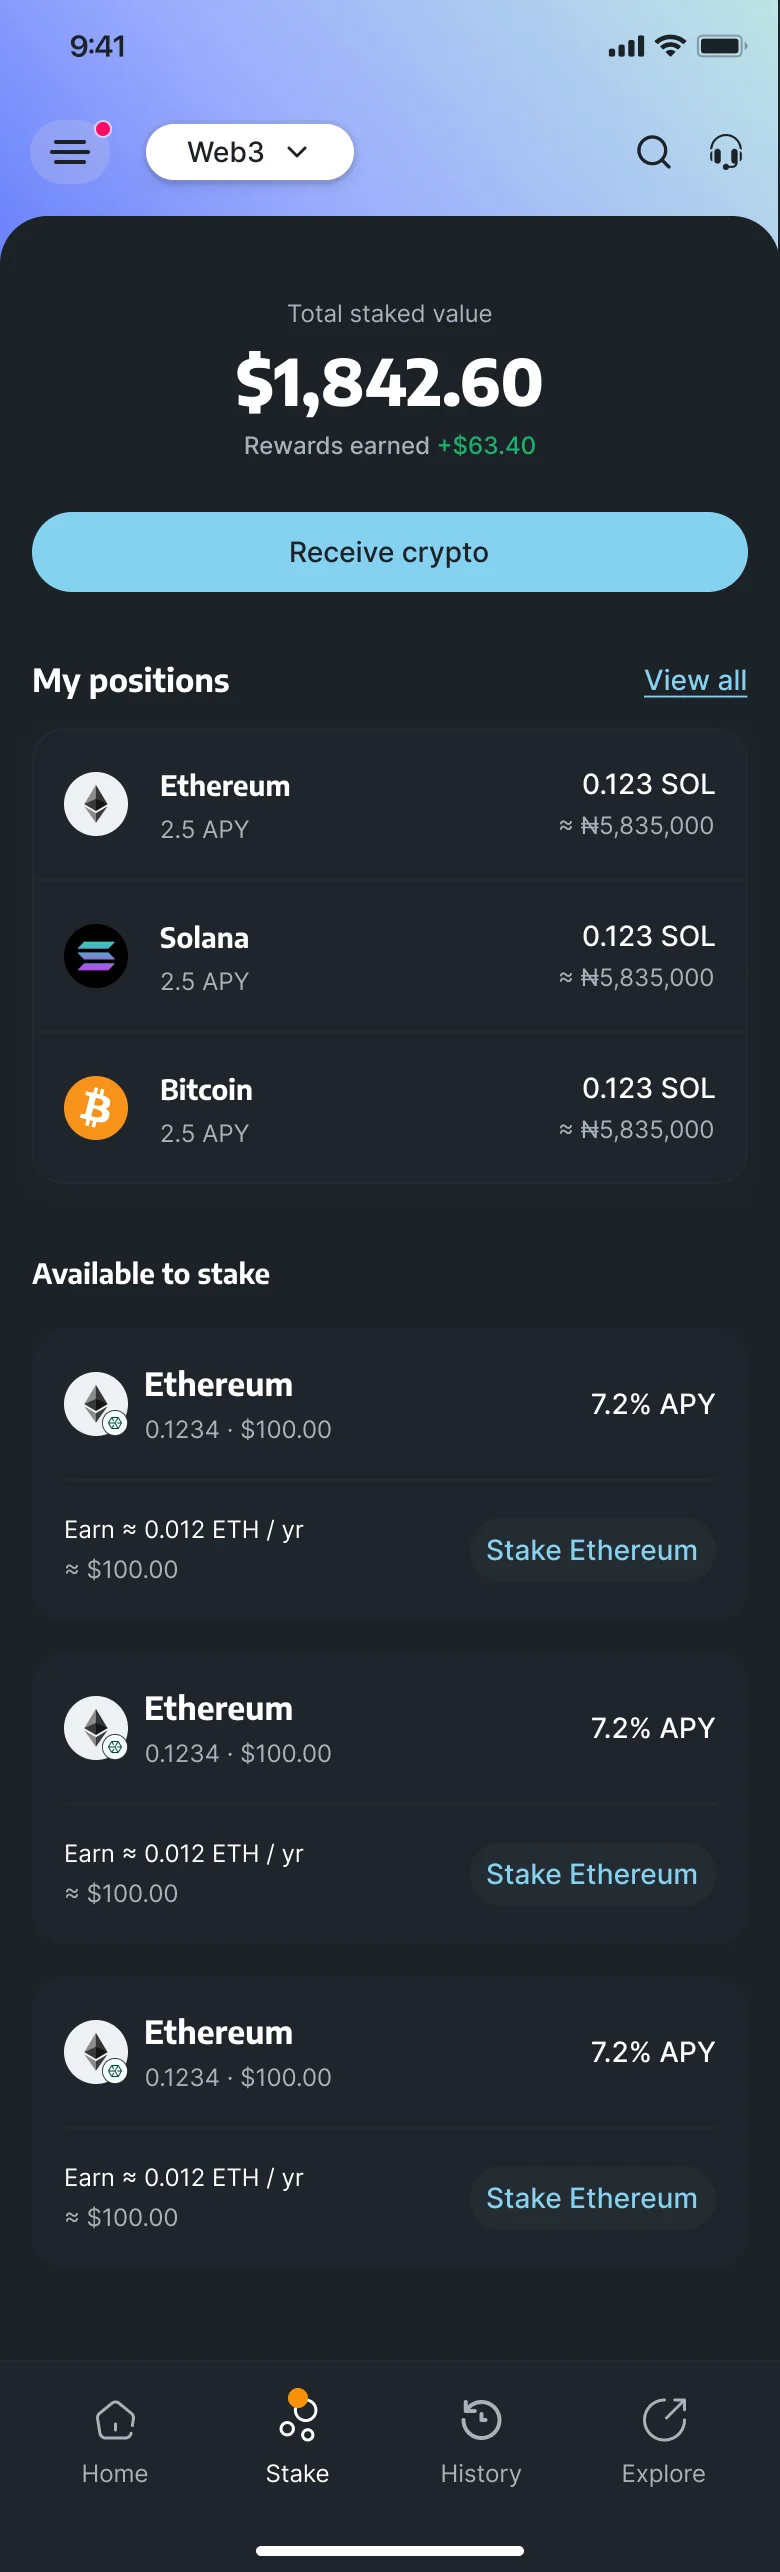 9:41
Web3
Total staked value
$1,842.60
Rewards earned +$63.40
Receive crypto
My positions
View all
Ethereum
0.123 SOL
2.5 APY
≈ ₦5,835,000
Solana
0.123 SOL
2.5 APY
≈ ₦5,835,000
Bitcoin
0.123 SOL
2.5 APY
≈ ₦5,835,000
Available to stake
Ethereum
0.1234 · $100.00
7.2% APY
Earn ≈ 0.012 ETH / yr
≈ $100.00
Stake Ethereum
Ethereum
0.1234 · $100.00
7.2% APY
Earn ≈ 0.012 ETH / yr
≈ $100.00
Stake Ethereum
Ethereum
0.1234 · $100.00
7.2% APY
Earn ≈ 0.012 ETH / yr
≈ $100.00
Stake Ethereum
Home
Stake
History
Explore